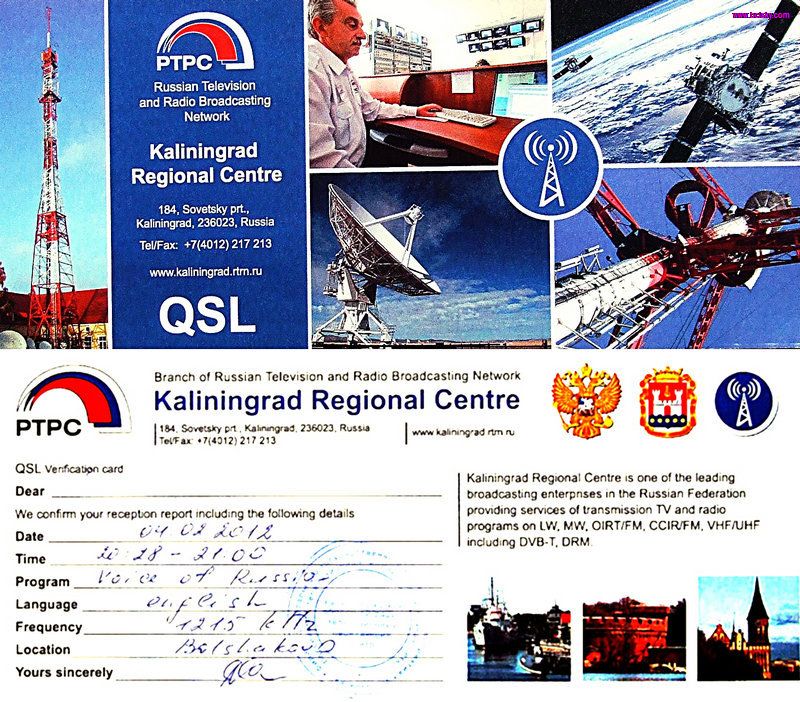 www.luchsky.com
РТРС
Russian Television
and Radio Broadcasting
Network
Kaliningrad
Regional Centre
184, Sovetsky prt.,
Kaliningrad, 236023, Russia
Tel/Fax: +7(4012) 217 213
www.kaliningrad.rtrn.ru
QSL
РТРС
Branch of Russian Television and Radio Broadcasting Network
Kaliningrad Regional Centre
184, Sovetsky prt., Kaliningrad, 236023, Russia
Tel/Fax: +7(4012) 217 213
www.kaliningrad.rtrn.ru
QSL Verification card
Dear
We confirm your reception report including the following details
Date 04.02 2012
Time 20:28 - 21.00
Program Voice of Russia
Language english
Frequency 1215 kHz
Location Bolshakovo
Yours sincerely
Kaliningrad Regional Centre is one of the leading
broadcasting enterprises in the Russian Federation
providing services of transmission TV and radio
programs on LW, MW, OIRT/FM, CCIR/FM, VHF/UHF
including DVB-T, DRM.